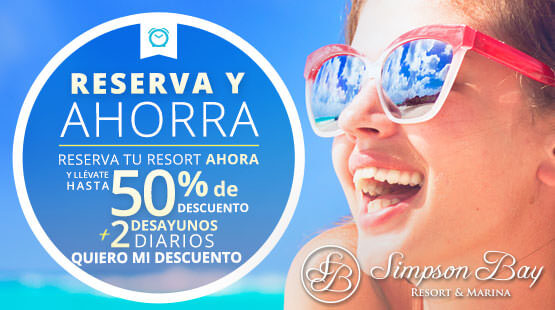 RESERVA Y
AHORRA
RESERVA TU RESORT AHORA
Y LLÉVATE
HASTA
50% de
DESCUENTO
+2 DESAYUNOS
DIARIOS
QUIERO MI DESCUENTO
SB
Simpson Bay
RESORT & MARINA